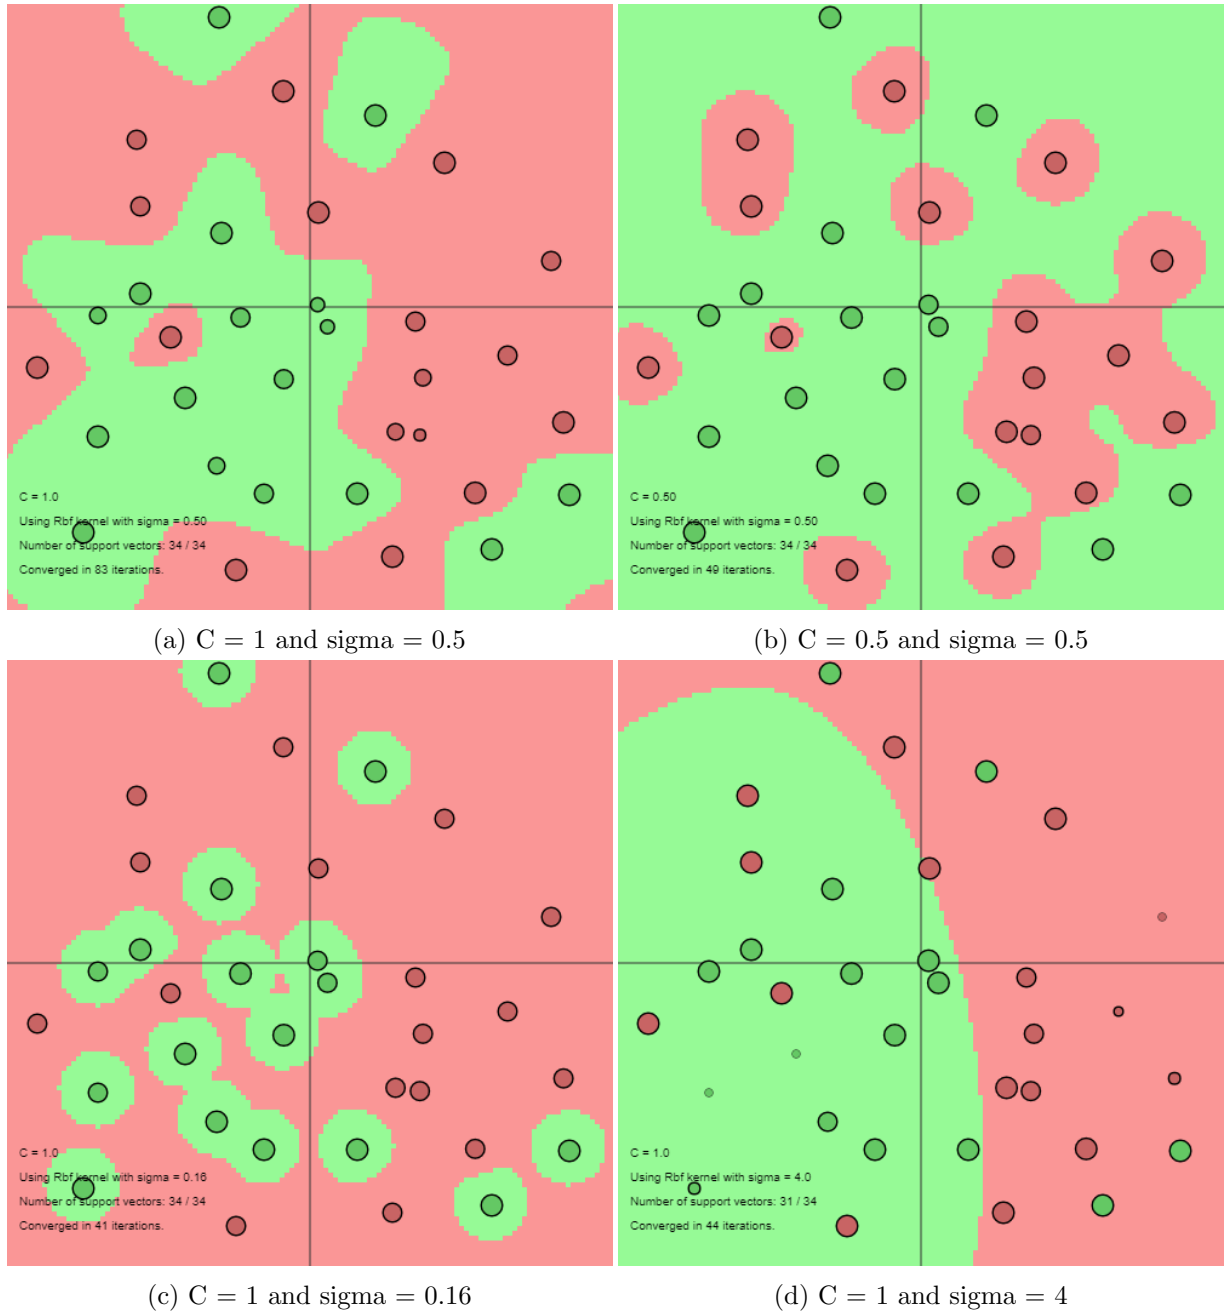 C = 1.0
Using Rbf kernel with sigma = 0.50
Number of support vectors: 34 / 34
Converged in 83 iterations.
C = 0.50
Using Rbf kernel with sigma = 0.50
Number of support vectors: 34 / 34
Converged in 49 iterations.
(a) C = 1 and sigma = 0.5
(b) C = 0.5 and sigma = 0.5
C = 1.0
Using Rbf kernel with sigma = 0.16
Number of support vectors: 34 / 34
Converged in 41 iterations.
C = 1.0
Using Rbf kernel with sigma = 4.0
Number of support vectors: 31 / 34
Converged in 44 iterations.
(c) C = 1 and sigma = 0.16
(d) C = 1 and sigma = 4